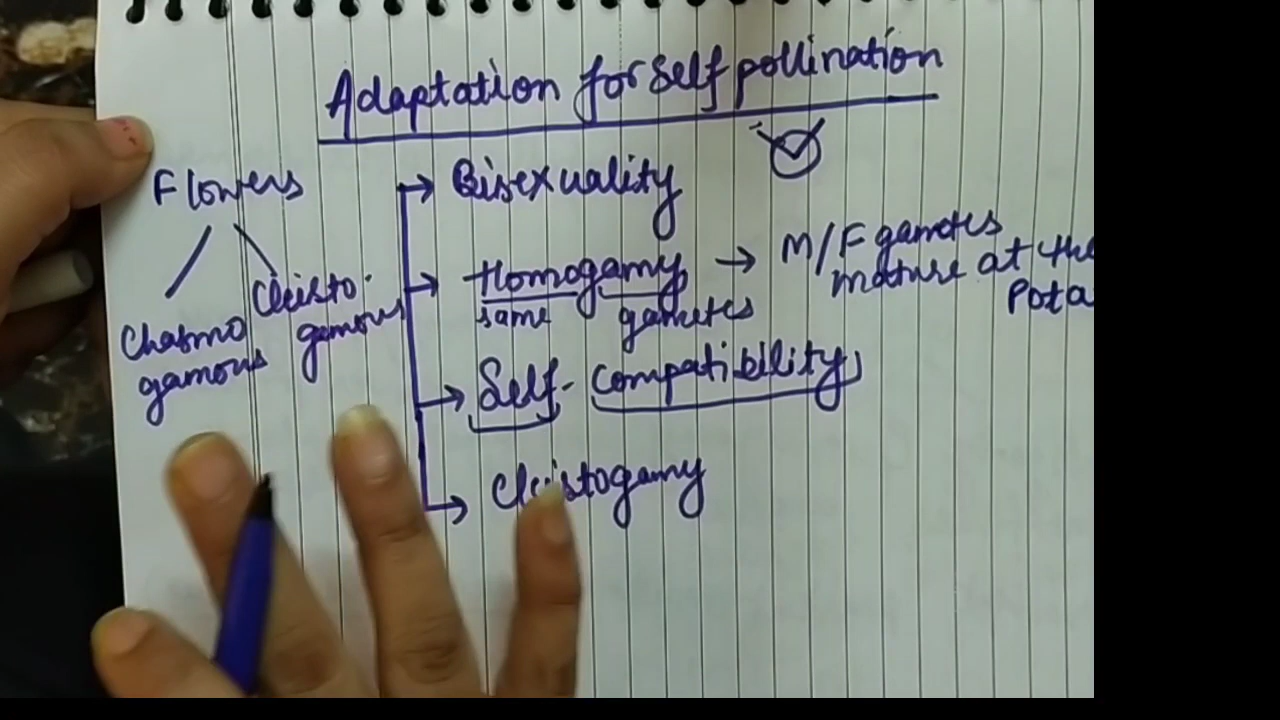 Adaptation for Self pollination
Flowers
Chasmo
gamous
Cleisto.
gamous
Bisexuality
Homogamy → M/F gametes
same gametes
mature at the
Pota
Self-compatibility
Cleistogamy